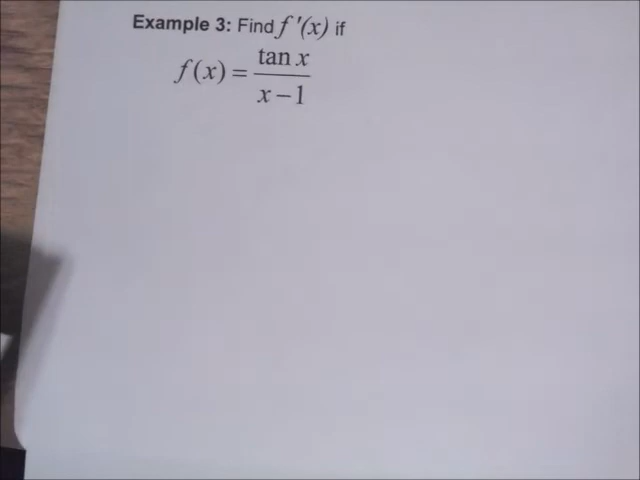 Example 3: Find f '(x) if
f(x) = tan x / x − 1